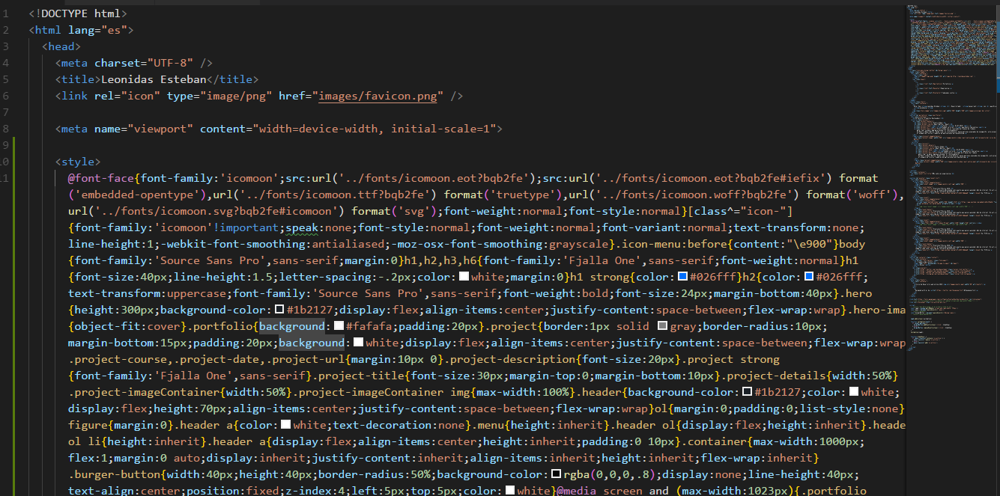 1 <!DOCTYPE html>
2 <html lang="es">
3 <head>
4 <meta charset="UTF-8" />
5 <title>Leonidas Esteban</title>
6 <link rel="icon" type="image/png" href="images/favicon.png" />
7
8 <meta name="viewport" content="width=device-width, initial-scale=1">
9
10 <style>
11 @font-face{font-family:'icomoon';src:url('../fonts/icomoon.eot?bqb2fe');src:url('../fonts/icomoon.eot?bqb2fe#iefix') format
('embedded-opentype'),url('../fonts/icomoon.ttf?bqb2fe') format('truetype'),url('../fonts/icomoon.woff?bqb2fe') format('woff'),
url('../fonts/icomoon.svg?bqb2fe#icomoon') format('svg');font-weight:normal;font-style:normal}[class^="icon-"]
{font-family:'icomoon'!important;speak:none;font-style:normal;font-weight:normal;font-variant:normal;text-transform:none;
line-height:1;-webkit-font-smoothing:antialiased;-moz-osx-font-smoothing:grayscale}.icon-menu:before{content:"\e900"}body
{font-family:'Source Sans Pro',sans-serif;margin:0}h1,h2,h3,h6{font-family:'Fjalla One',sans-serif;font-weight:normal}h1
{font-size:40px;line-height:1.5;letter-spacing:-.2px;color:white;margin:0}h1 strong{color:#026fff}h2{color:#026fff;
text-transform:uppercase;font-family:'Source Sans Pro',sans-serif;font-weight:bold;font-size:24px;margin-bottom:40px}.hero
{height:300px;background-color:#1b2127;display:flex;align-items:center;justify-content:space-between;flex-wrap:wrap}.hero-ima
{object-fit:cover}.portfolio{background:#fafafa;padding:20px}.project{border:1px solid gray;border-radius:10px;
margin-bottom:15px;padding:20px;background:white;display:flex;align-items:center;justify-content:space-between;flex-wrap:wrap
.project-course,.project-date,.project-url{margin:10px 0}.project-description{font-size:20px}.project strong
{font-family:'Fjalla One',sans-serif}.project-title{font-size:30px;margin-top:0;margin-bottom:10px}.project-details{width:50%}
.project-imageContainer{width:50%}.project-imageContainer img{max-width:100%}.header{background-color:#1b2127;color:white;
display:flex;height:70px;align-items:center;justify-content:space-between;flex-wrap:wrap}ol{margin:0;padding:0;list-style:none}
figure{margin:0}.header a{color:white;text-decoration:none}.menu{height:inherit}.header ol{display:flex;height:inherit}.heade
ol li{height:inherit}.header a{display:flex;align-items:center;height:inherit;padding:0 10px}.container{max-width:1000px;
flex:1;margin:0 auto;display:inherit;justify-content:inherit;align-items:inherit;height:inherit;flex-wrap:inherit}
.burger-button{width:40px;height:40px;border-radius:50%;background-color:rgba(0,0,0,.8);display:none;line-height:40px;
text-align:center;position:fixed;z-index:4;left:5px;top:5px;color:white}@media screen and (max-width:1023px){.portfolio